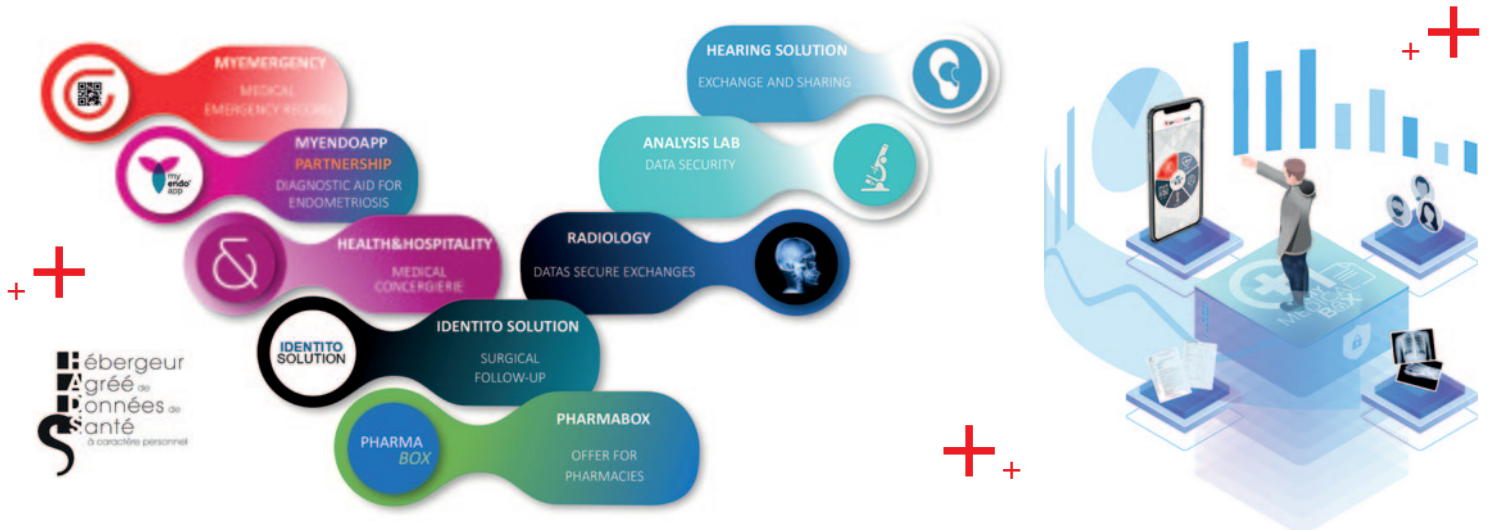 MYEMERGENCY
MEDICAL
EMERGENCY RECORD
MYENDOAPP
PARTNERSHIP
DIAGNOSTIC AID FOR
ENDOMETRIOSIS
my
endo
app
HEALTH&HOSPITALITY
MEDICAL
CONCERGIERIE
IDENTITO
SOLUTION
IDENTITO SOLUTION
SURGICAL
FOLLOW-UP
PHARMA
BOX
PHARMABOX
OFFER FOR
PHARMACIES
HEARING SOLUTION
EXCHANGE AND SHARING
ANALYSIS LAB
DATA SECURITY
RADIOLOGY
DATAS SECURE EXCHANGES
Hébergeur
Agréé de
Données de
Santé
à caractère personnel
MY
MEDICAL
BOX